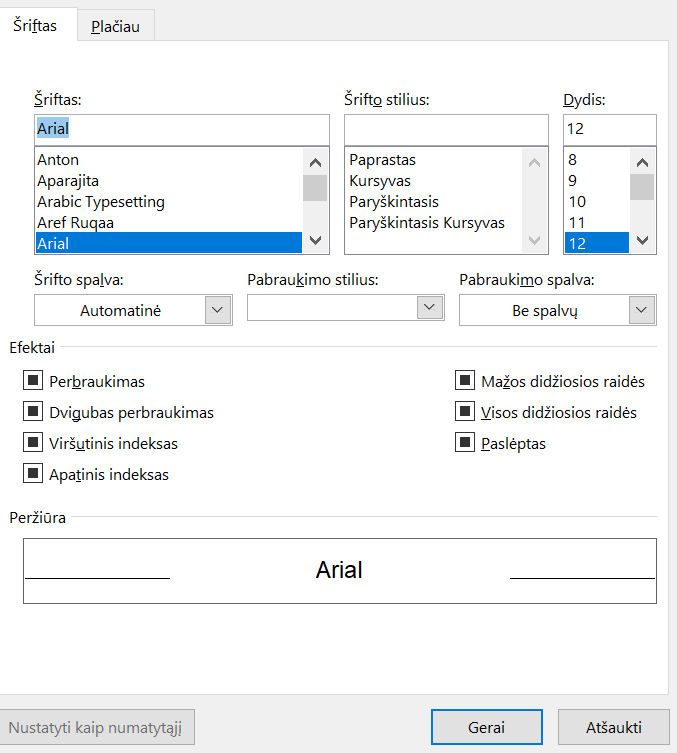 Šriftas
Plačiau
Šriftas:
Šrifto stilius:
Dydis:
Arial
12
Anton
Aparajita
Arabic Typesetting
Aref Ruqaa
Arial
Paprastas
Kursyvas
Paryškintasis
Paryškintasis Kursyvas
8
9
10
11
12
Šrifto spalva:
Pabraukimo stilius:
Pabraukimo spalva:
Automatinė
Be spalvų
Efektai
Perbraukimas
Dvigubas perbraukimas
Viršutinis indeksas
Apatinis indeksas
Mažos didžiosios raidės
Visos didžiosios raidės
Paslėptas
Peržiūra
Arial
Nustatyti kaip numatytąjį
Gerai
Atšaukti